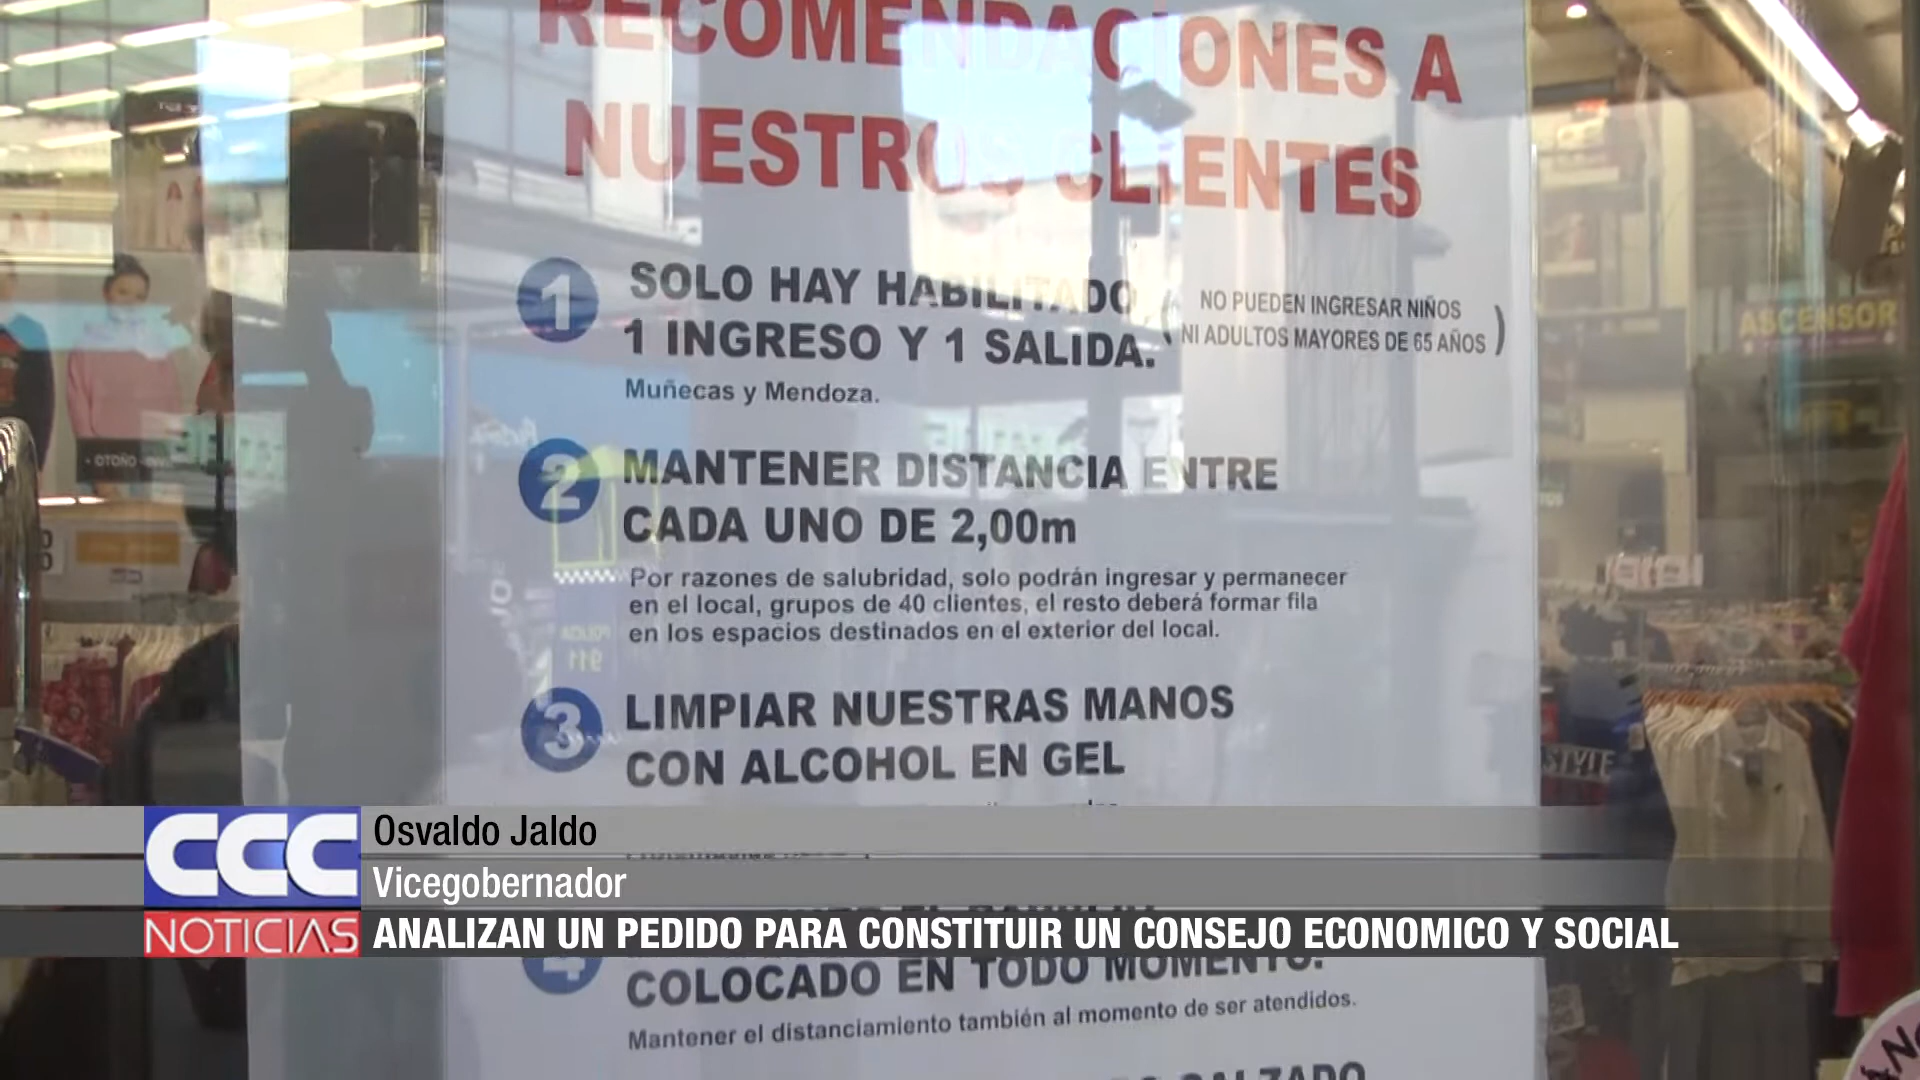 RECOMENDACIONES A
NUESTROS CLIENTES
1
SOLO HAY HABILITADO
1 INGRESO Y 1 SALIDA.
( NO PUEDEN INGRESAR NIÑOS
NI ADULTOS MAYORES DE 65 AÑOS )
Muñecas y Mendoza.
2
MANTENER DISTANCIA ENTRE
CADA UNO DE 2,00m
Por razones de salubridad, solo podrán ingresar y permanecer
en el local, grupos de 40 clientes, el resto deberá formar fila
en los espacios destinados en el exterior del local.
3
LIMPIAR NUESTRAS MANOS
CON ALCOHOL EN GEL
4
COLOCADO EN TODO MOMENTO.
Mantener el distanciamiento también al momento de ser atendidos.
CALZADO
ASCENSOR
STYLE
OTOÑO
911
CCC
NOTICIAS
Osvaldo Jaldo
Vicegobernador
ANALIZAN UN PEDIDO PARA CONSTITUIR UN CONSEJO ECONOMICO Y SOCIAL